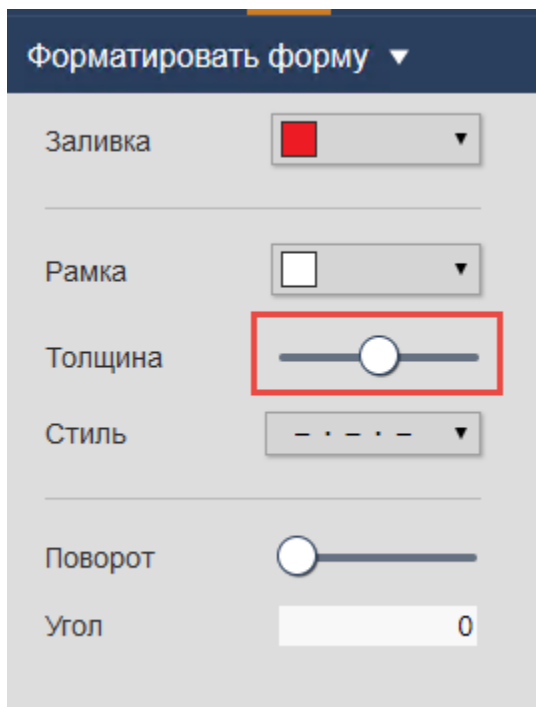 Форматировать форму
Заливка
Рамка
Толщина
Стиль
Поворот
Угол 0